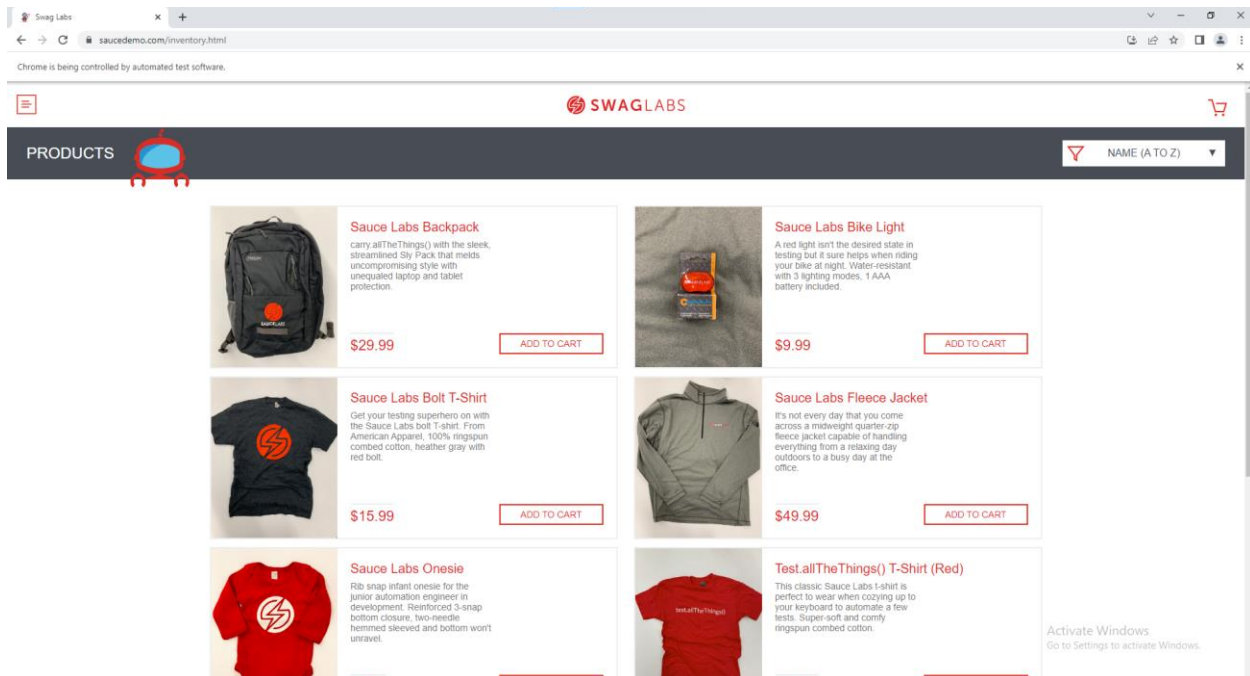 Swag Labs
saucedemo.com/inventory.html
Chrome is being controlled by automated test software.
SWAGLABS
PRODUCTS
NAME (A TO Z)
Sauce Labs Backpack
carry.allTheThings() with the sleek,
streamlined Sly Pack that melds
uncompromising style with
unequaled laptop and tablet
protection.
$29.99
ADD TO CART
Sauce Labs Bike Light
A red light isn't the desired state in
testing but it sure helps when riding
your bike at night. Water-resistant
with 3 lighting modes, 1 AAA
battery included.
$9.99
ADD TO CART
Sauce Labs Bolt T-Shirt
Get your testing superhero on with
the Sauce Labs bolt T-shirt. From
American Apparel, 100% ringspun
combed cotton, heather gray with
red bolt.
$15.99
ADD TO CART
Sauce Labs Fleece Jacket
It's not every day that you come
across a midweight quarter-zip
fleece jacket capable of handling
everything from a relaxing day
outdoors to a busy day at the
office.
$49.99
ADD TO CART
Sauce Labs Onesie
Rib snap infant onesie for the
junior automation engineer in
development. Reinforced 3-snap
bottom closure, two-needle
hemmed sleeved and bottom won't
unravel.
test.allTheThings()
Test.allTheThings() T-Shirt (Red)
This classic Sauce Labs t-shirt is
perfect to wear when cozying up to
your keyboard to automate a few
tests. Super-soft and comfy
ringspun combed cotton.
Activate Windows
Go to Settings to activate Windows.